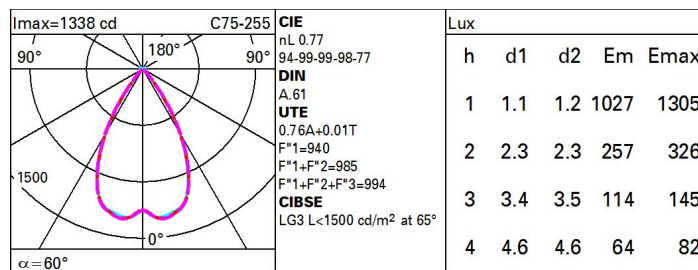 Imax=1338 cd C75-255
90° 180° 90°
1500
0°
α=60°
CIE
nL 0.77
94-99-99-98-77
DIN
A.61
UTE
0.76A+0.01T
F"1=940
F"1+F"2=985
F"1+F"2+F"3=994
CIBSE
LG3 L<1500 cd/m² at 65°
Lux
h d1 d2 Em Emax
1 1.1 1.2 1027 1305
2 2.3 2.3 257 326
3 3.4 3.5 114 145
4 4.6 4.6 64 82